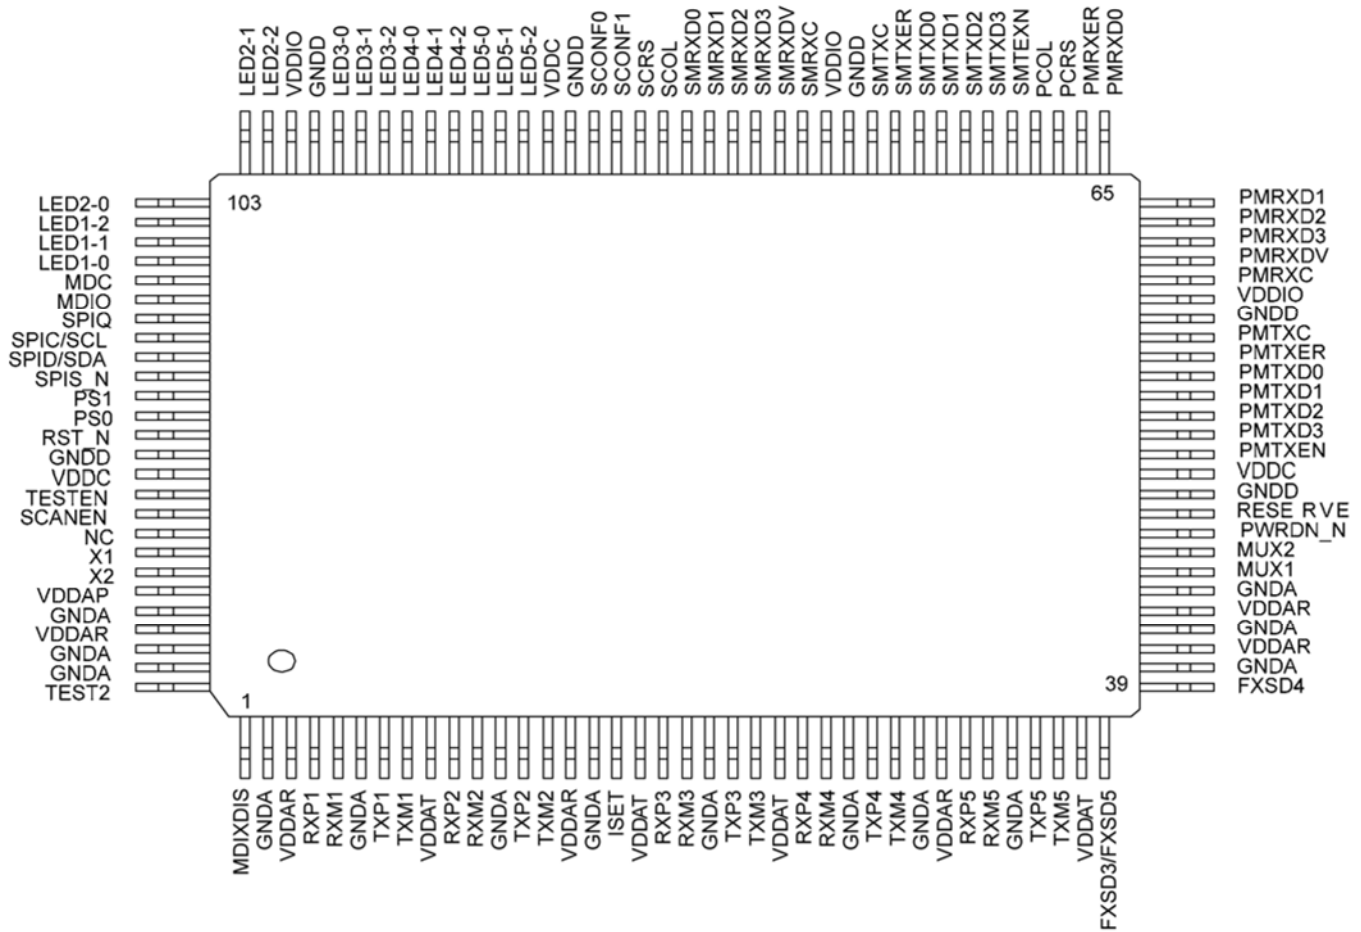 LED2-1
LED2-2
VDDIO
GNDD
LED3-0
LED3-1
LED3-2
LED4-0
LED4-1
LED4-2
LED5-0
LED5-1
LED5-2
VDDC
GNDD
SCONF0
SCONF1
SCRS
SCOL
SMRXD0
SMRXD1
SMRXD2
SMRXD3
SMRXDV
SMRXC
VDDIO
GNDD
SMTXC
SMTXER
SMTXD0
SMTXD1
SMTXD2
SMTXD3
SMTEXN
PCOL
PCRS
PMRXER
PMRXD0
103
65
LED2-0
LED1-2
LED1-1
LED1-0
MDC
MDIO
SPIQ
SPIC/SCL
SPID/SDA
SPIS_N
PS1
PS0
RST_N
GNDD
VDDC
TESTEN
SCANEN
NC
X1
X2
VDDAP
GNDA
VDDAR
GNDA
GNDA
TEST2
PMRXD1
PMRXD2
PMRXD3
PMRXDV
PMRXC
VDDIO
GNDD
PMTXC
PMTXER
PMTXD0
PMTXD1
PMTXD2
PMTXD3
PMTXEN
VDDC
GNDD
RESE RVE
PWRDN_N
MUX2
MUX1
GNDA
VDDAR
GNDA
VDDAR
GNDA
FXSD4
1
39
MDIXDIS
GNDA
VDDAR
RXP1
RXM1
GNDA
TXP1
TXM1
VDDAT
RXP2
RXM2
GNDA
TXP2
TXM2
VDDAR
GNDA
ISET
VDDAT
RXP3
RXM3
GNDA
TXP3
TXM3
VDDAT
RXP4
RXM4
GNDA
TXP4
TXM4
GNDA
VDDAR
RXP5
RXM5
GNDA
TXP5
TXM5
VDDAT
FXSD3/FXSD5